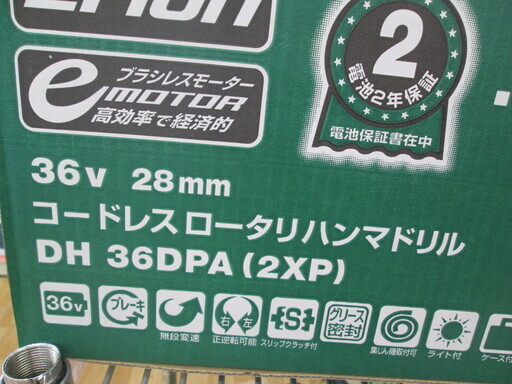 2
電池2年保証
電池保証書在中
ブラシレスモーター
e MOTOR
高効率で経済的
36v 28mm
コードレスロータリハンマドリル
DH 36DPA (2XP)
36v
ブレーキ
無段変速
右 左
正逆転可能
S
スリップクラッチ付
グリース密封
集じん機取付可
ライト付
ケース付